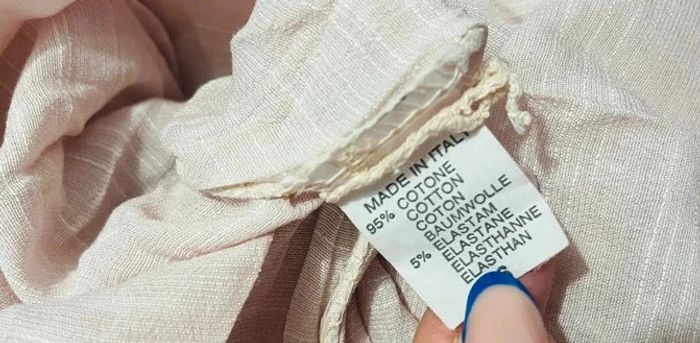 MADE IN ITALY
95% COTONE
COTTON
COTON
BAUMWOLLE
5% ELASTAM
ELASTANE
ELASTHANNE
ELASTHAN